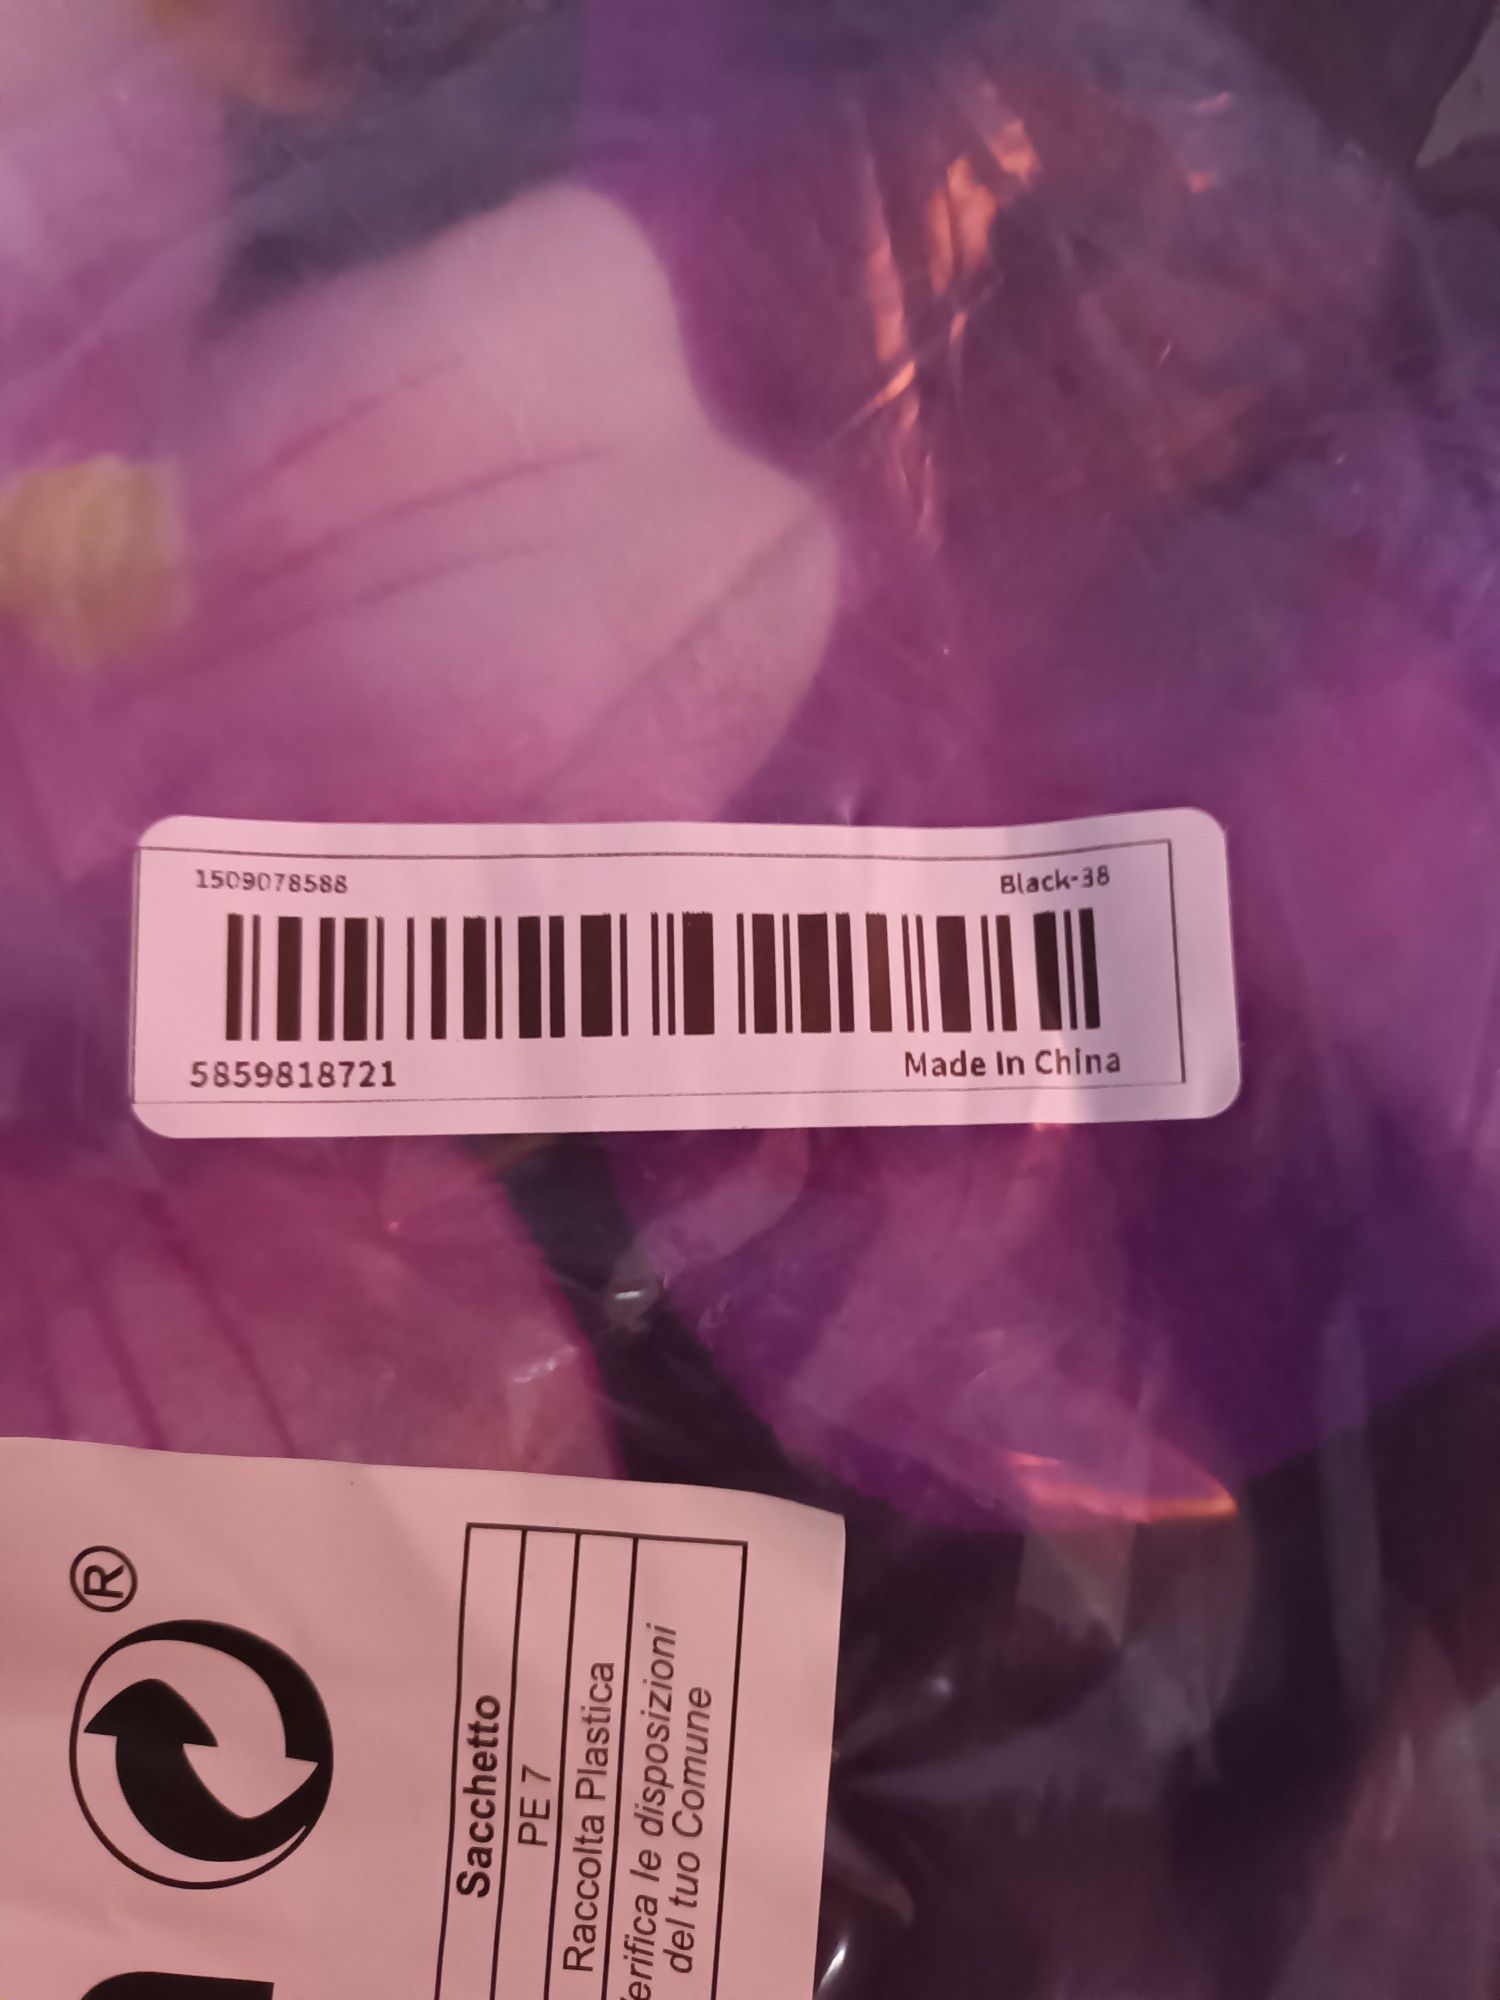 1509078588
Black-38
5859818721
Made In China
®
Sacchetto
PE 7
Raccolta Plastica
le disposizioni
del tuo Comune